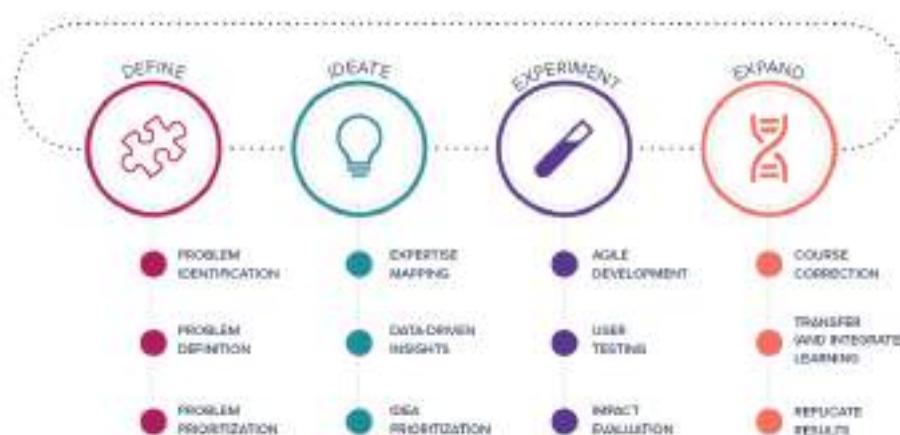 DEFINE
IDEATE
EXPERIMENT
EXPAND
PROBLEM
IDENTIFICATION
EXPERTISE
MAPPING
AGILE
DEVELOPMENT
COURSE
CORRECTION
PROBLEM
DEFINITION
DATA-DRIVEN
INSIGHTS
USER
TESTING
TRANSFER
(AND INTEGRATE
LEARNING
PROBLEM
PRIORITIZATION
IDEA
PRIORITIZATION
IMPACT
EVALUATION
REPLICATE
RESULTS